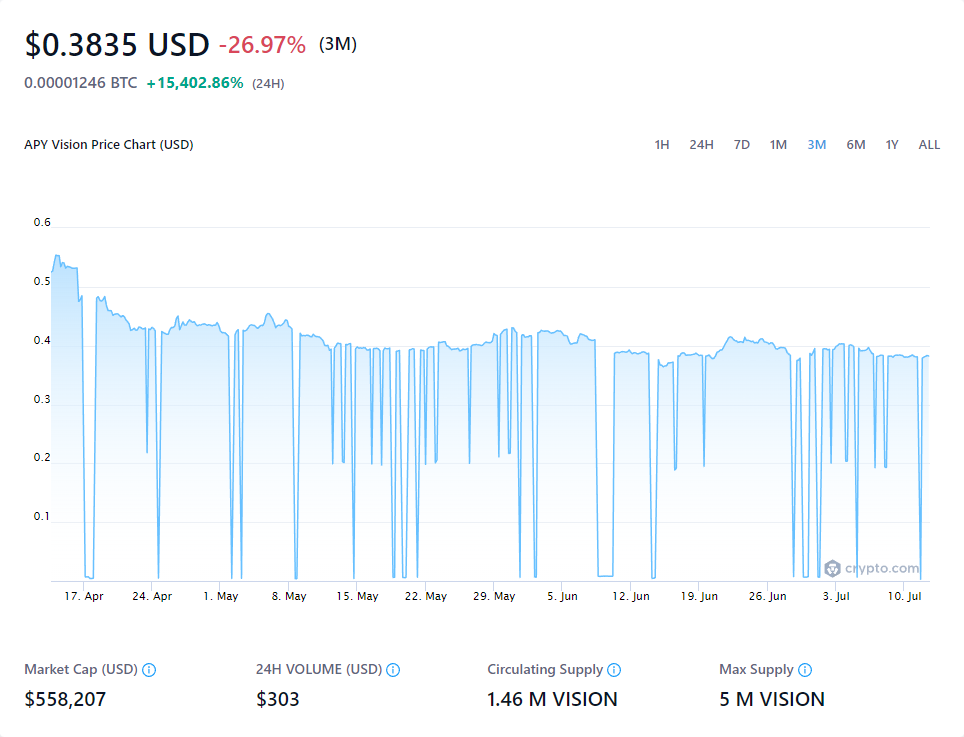 $0.3835 USD -26.97% (3M)
0.00001246 BTC +15,402.86% (24H)
APY Vision Price Chart (USD) 1H 24H 7D 1M 3M 6M 1Y ALL
0.6
0.5
0.4
0.3
0.2
0.1
crypto.com
17. Apr 24. Apr 1. May 8. May 15. May 22. May 29. May 5. Jun 12. Jun 19. Jun 26. Jun 3. Jul 10. Jul
Market Cap (USD) 24H VOLUME (USD) Circulating Supply Max Supply
$558,207 $303 1.46 M VISION 5 M VISION